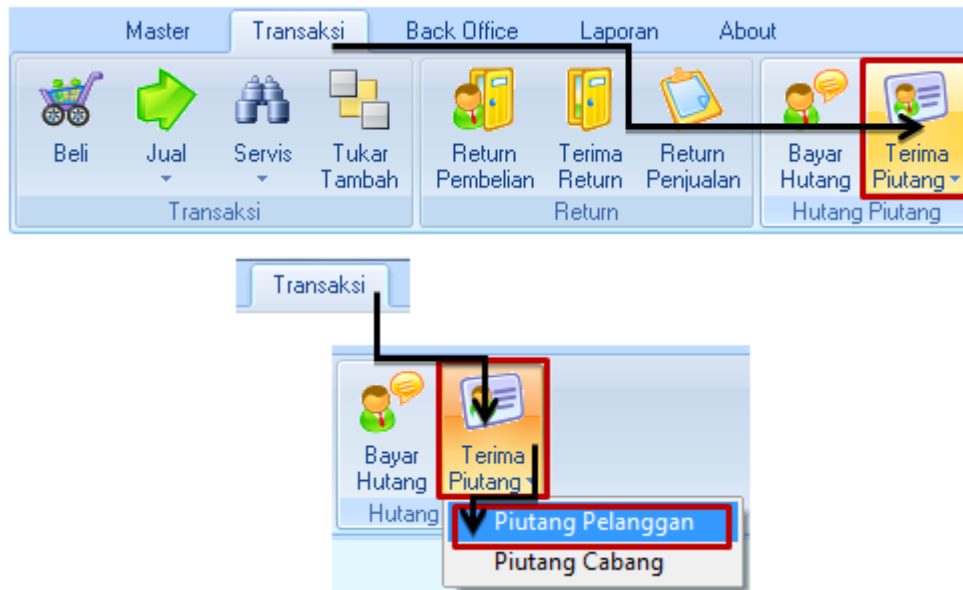 Master Transaksi Back Office Laporan About
Beli Jual Servis Tukar Tambah Return Pembelian Terima Return Return Penjualan Bayar Hutang Terima Piutang
Transaksi Return Hutang Piutang
Transaksi
Bayar Hutang Terima Piutang
Hutang
Piutang Pelanggan
Piutang Cabang